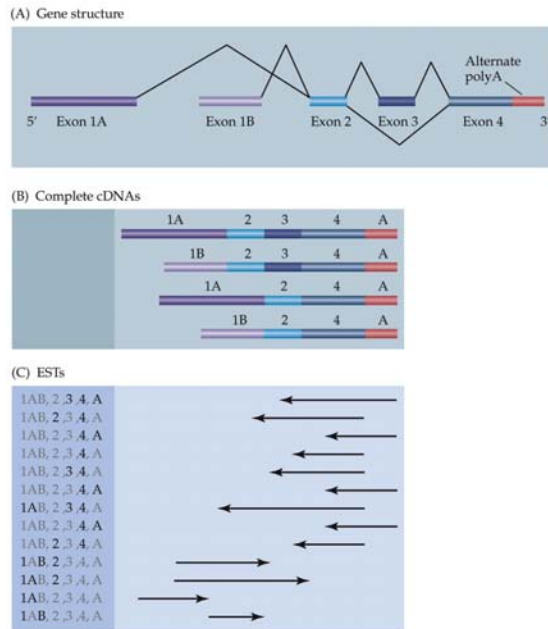 (A) Gene structure
Alternate
polyA
5' Exon 1A Exon 1B Exon 2 Exon 3 Exon 4 3'
(B) Complete cDNAs
1A 2 3 4 A
1B 2 3 4 A
1A 2 4 A
1B 2 4 A
(C) ESTs
1AB, 2 ,3 ,4, A
1AB, 2 ,3 ,4, A
1AB, 2 ,3 ,4, A
1AB, 2 ,3 ,4, A
1AB, 2 ,3 ,4, A
1AB, 2 ,3 ,4, A
1AB, 2 ,3 ,4, A
1AB, 2 ,3 ,4, A
1AB, 2 ,3 ,4, A
1AB, 2 ,3 ,4, A
1AB, 2 ,3 ,4, A
1AB, 2 ,3 ,4, A
1AB, 2 ,3 ,4, A